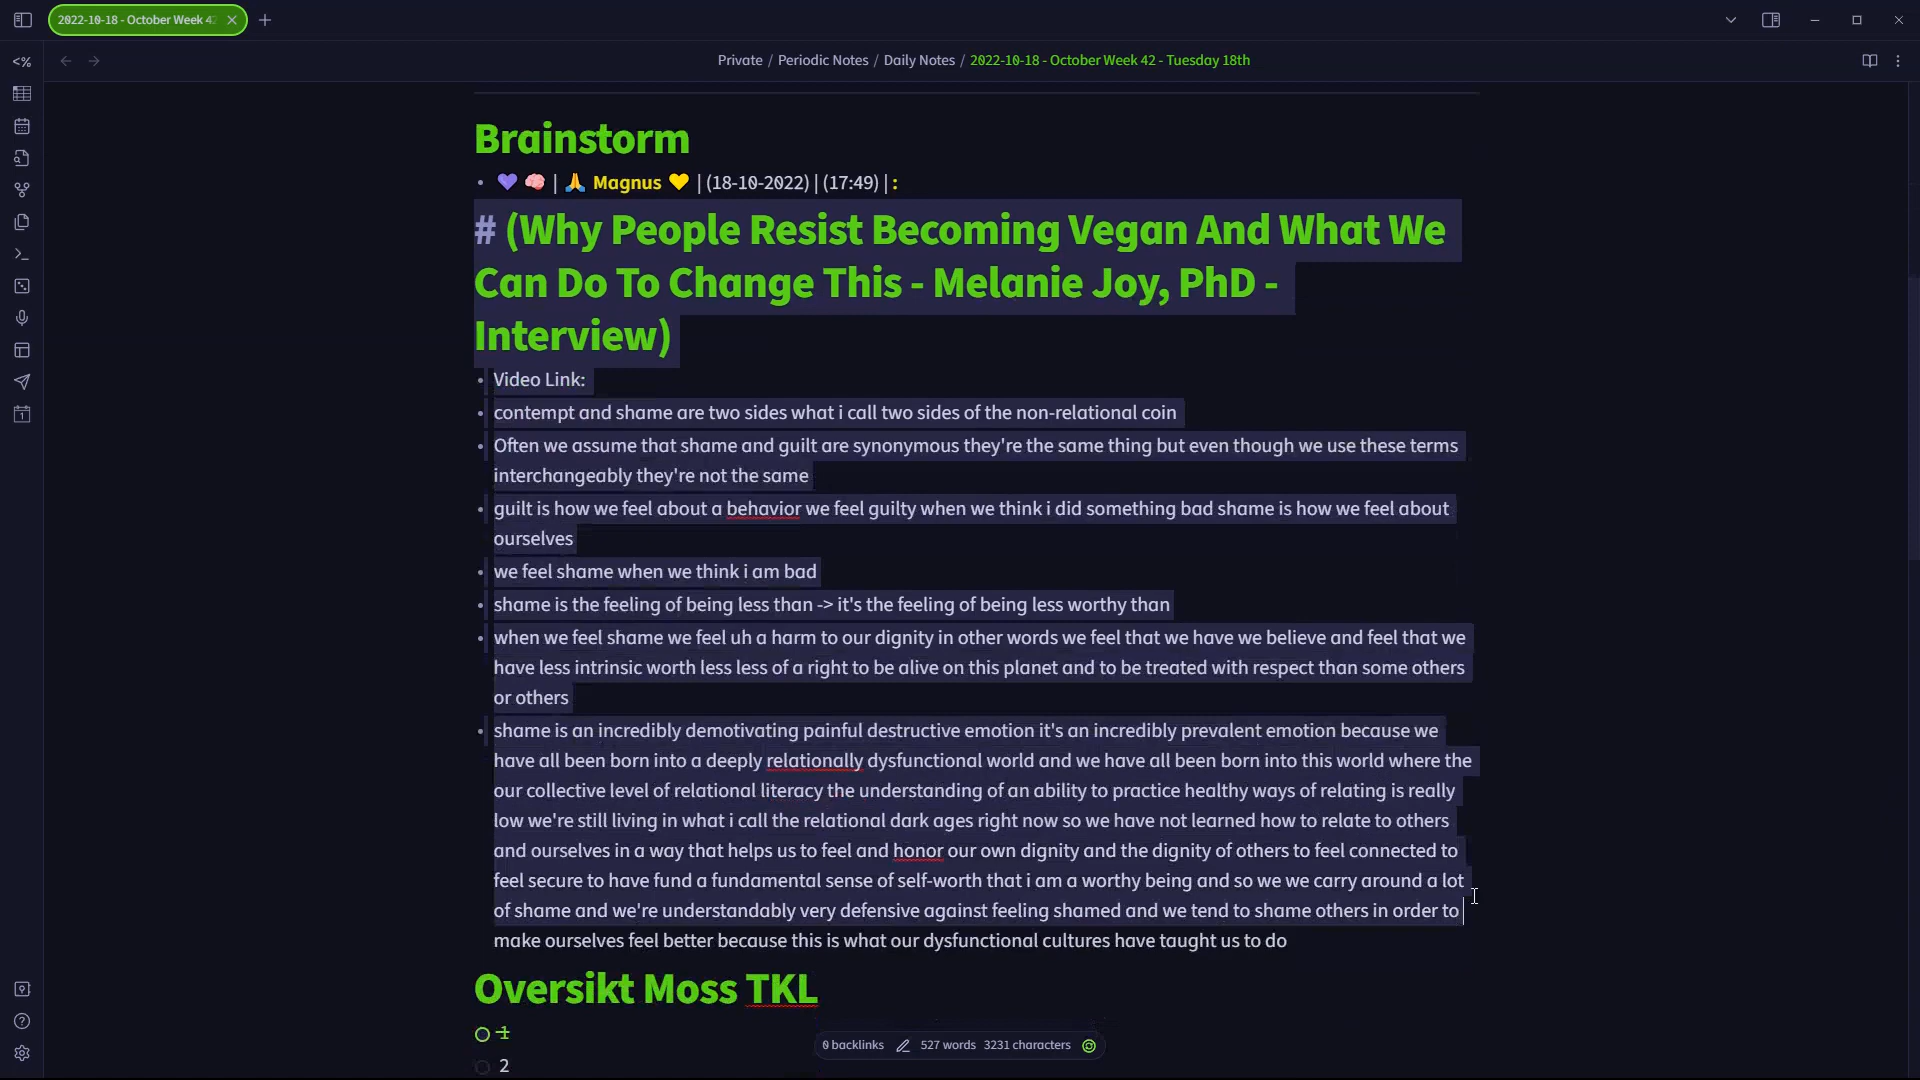 2022-10-18 - October Week 4
Private / Periodic Notes / Daily Notes / 2022-10-18 - October Week 42 - Tuesday 18th
Brainstorm
💜 🧠 | 🙏 Magnus 💛 | (18-10-2022) | (17:49) | :
# (Why People Resist Becoming Vegan And What We
Can Do To Change This - Melanie Joy, PhD -
Interview)
Video Link:
contempt and shame are two sides what i call two sides of the non-relational coin
Often we assume that shame and guilt are synonymous they're the same thing but even though we use these terms
interchangeably they're not the same
guilt is how we feel about a behavior we feel guilty when we think i did something bad shame is how we feel about
ourselves
we feel shame when we think i am bad
shame is the feeling of being less than -> it's the feeling of being less worthy than
when we feel shame we feel uh a harm to our dignity in other words we feel that we have we believe and feel that we
have less intrinsic worth less less of a right to be alive on this planet and to be treated with respect than some others
or others
shame is an incredibly demotivating painful destructive emotion it's an incredibly prevalent emotion because we
have all been born into a deeply relationally dysfunctional world and we have all been born into this world where the
our collective level of relational literacy the understanding of an ability to practice healthy ways of relating is really
low we're still living in what i call the relational dark ages right now so we have not learned how to relate to others
and ourselves in a way that helps us to feel and honor our own dignity and the dignity of others to feel connected to
feel secure to have fund a fundamental sense of self-worth that i am a worthy being and so we we carry around a lot
of shame and we're understandably very defensive against feeling shamed and we tend to shame others in order to
make ourselves feel better because this is what our dysfunctional cultures have taught us to do
Oversikt Moss TKL
1
2
0 backlinks 527 words 3231 characters